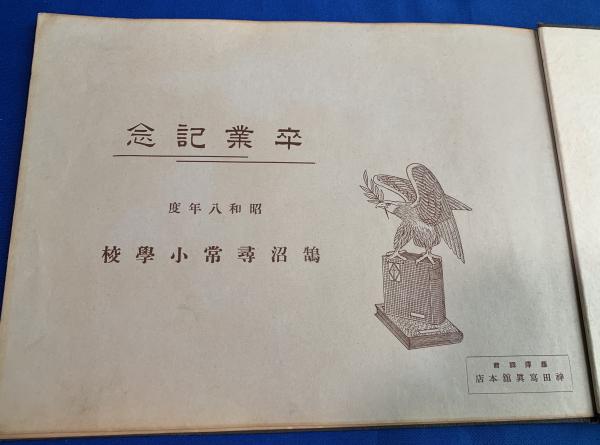 卒業記念
昭和八年度
鵠沼尋常小學校
神田寫眞館本店